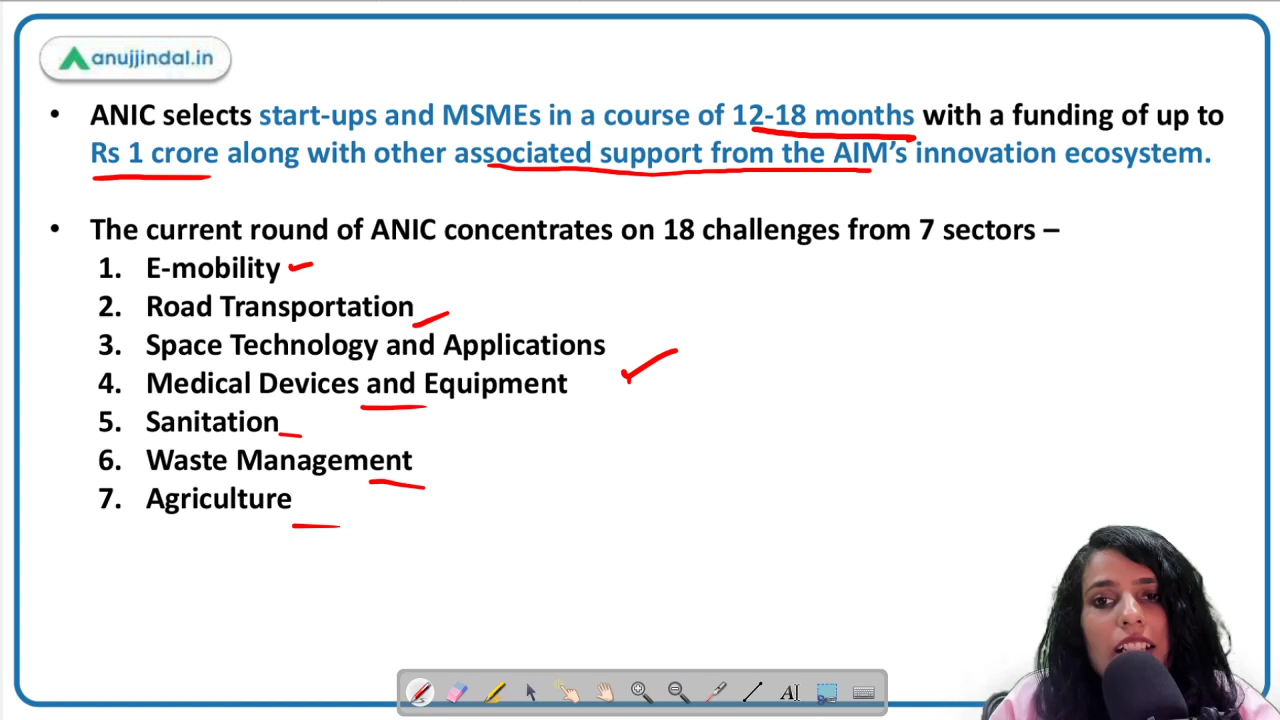 anujjindal.in
• ANIC selects start-ups and MSMEs in a course of 12-18 months with a funding of up to
Rs 1 crore along with other associated support from the AIM’s innovation ecosystem.
• The current round of ANIC concentrates on 18 challenges from 7 sectors –
1. E-mobility
2. Road Transportation
3. Space Technology and Applications
4. Medical Devices and Equipment
5. Sanitation
6. Waste Management
7. Agriculture